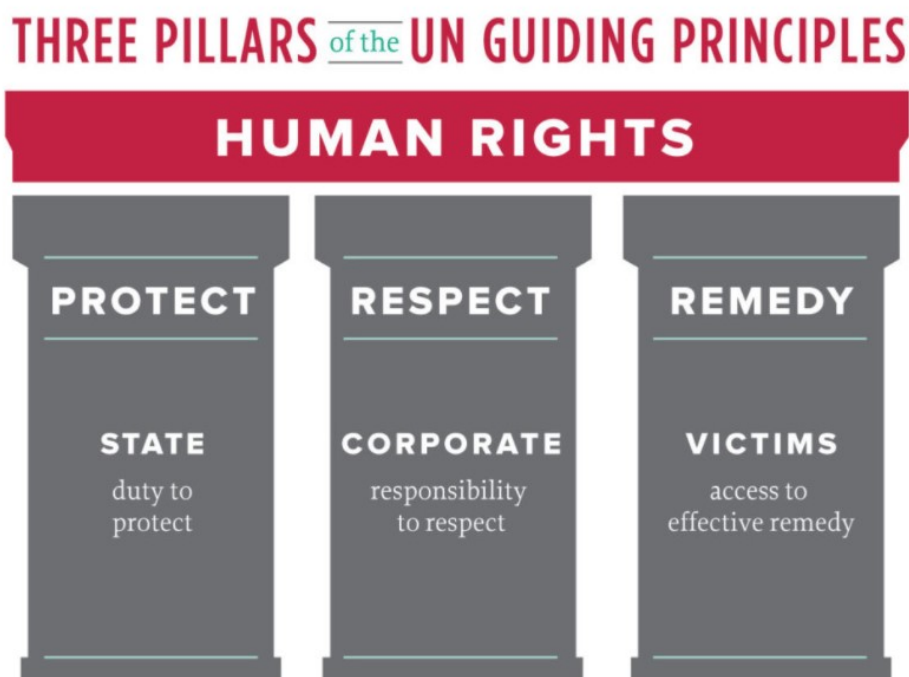 THREE PILLARS of the UN GUIDING PRINCIPLES
HUMAN RIGHTS
PROTECT
STATE
duty to
protect
RESPECT
CORPORATE
responsibility
to respect
REMEDY
VICTIMS
access to
effective remedy